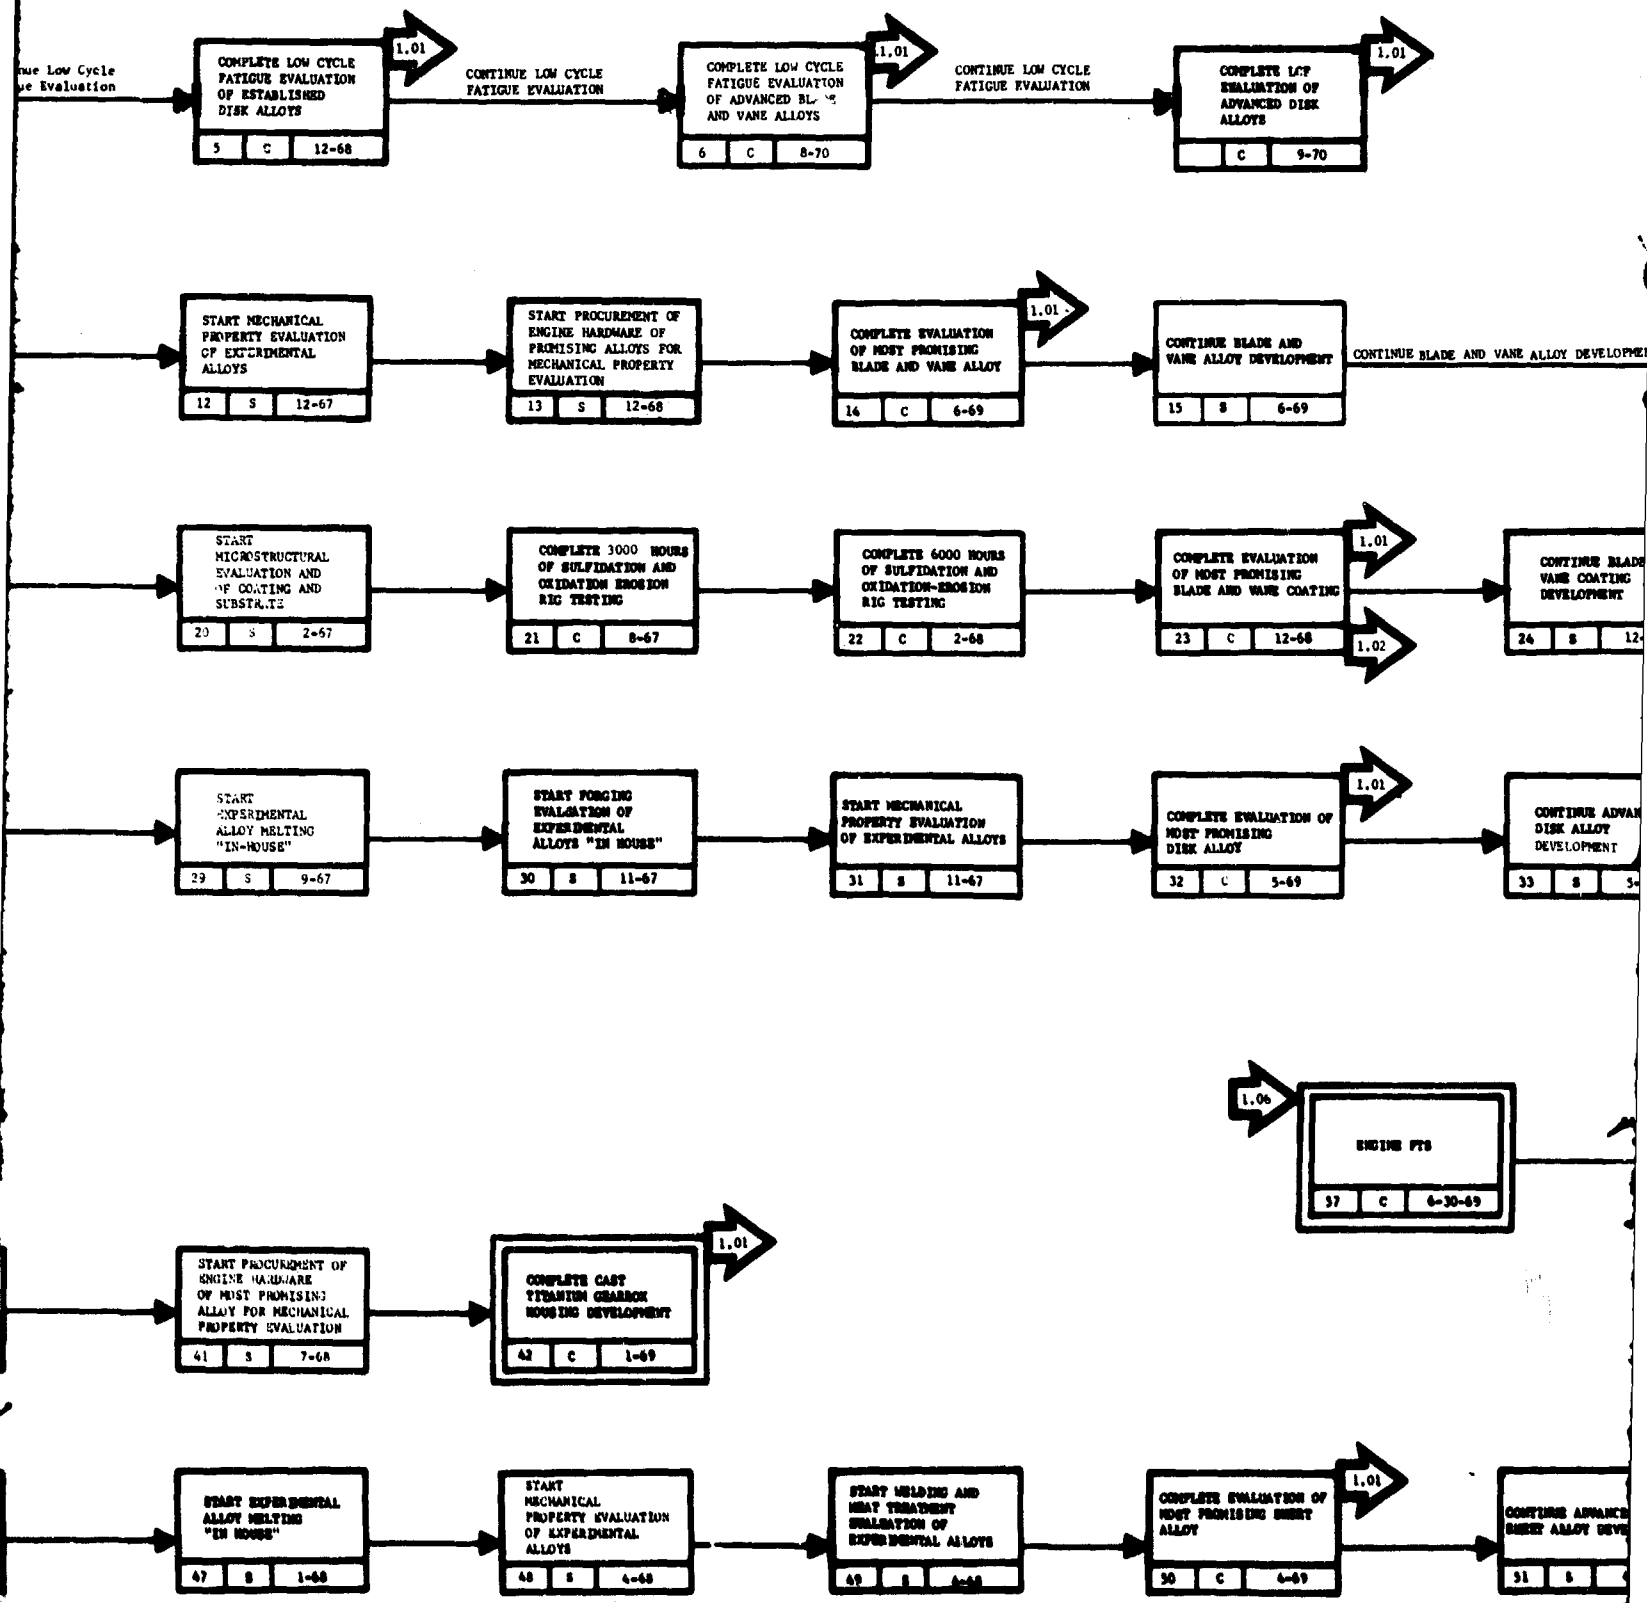 1.01
1.01
1.01
nue Low Cycle
ue Evaluation
COMPLETE LOW CYCLE
FATIGUE EVALUATION
OF ESTABLISHED
DISK ALLOYS
5 C 12-68
CONTINUE LOW CYCLE
FATIGUE EVALUATION
COMPLETE LOW CYCLE
FATIGUE EVALUATION
OF ADVANCED
AND VANE ALLOYS
6 C 8-70
CONTINUE LOW CYCLE
FATIGUE EVALUATION
COMPLETE LCF
EVALUATION OF
ADVANCED DISK
ALLOYS
C 9-70
START MECHANICAL
PROPERTY EVALUATION
OF EXPERIMENTAL
ALLOYS
12 S 12-67
START PROCUREMENT OF
ENGINE HARDWARE OF
PROMISING ALLOYS FOR
MECHANICAL PROPERTY
EVALUATION
13 S 12-68
1.01
COMPLETE EVALUATION
OF MOST PROMISING
BLADE AND VANE ALLOY
14 C 6-69
CONTINUE BLADE AND
VANE ALLOY DEVELOPMENT
15 S 6-69
CONTINUE BLADE AND VANE ALLOY DEVELOPME
START
MICROSTRUCTURAL
EVALUATION AND
OF COATING AND
SUBSTRATE
20 S 2-67
COMPLETE 3000 HOURS
OF SULFIDATION AND
OXIDATION EROSION
RIG TESTING
21 C 8-67
COMPLETE 6000 HOURS
OF SULFIDATION AND
OXIDATION-EROSION
RIG TESTING
22 C 2-68
COMPLETE EVALUATION
OF MOST PROMISING
BLADE AND VANE COATING
23 C 12-68
1.01
1.02
CONTINUE BLADE
VANE COATING
DEVELOPMENT
24 S 12-
START
EXPERIMENTAL
ALLOY MELTING
"IN-HOUSE"
29 S 9-67
START FORGING
EVALUATION OF
EXPERIMENTAL
ALLOYS "IN HOUSE"
30 S 11-67
START MECHANICAL
PROPERTY EVALUATION
OF EXPERIMENTAL ALLOYS
31 S 11-67
COMPLETE EVALUATION OF
MOST PROMISING
DISK ALLOY
32 C 5-69
1.01
CONTINUE ADVAN
DISK ALLOY
DEVELOPMENT
33 S 5-
1.06
ENGINE FTS
37 C 6-30-69
START PROCUREMENT OF
ENGINE HARDWARE
OF MOST PROMISING
ALLOY FOR MECHANICAL
PROPERTY EVALUATION
41 S 7-68
COMPLETE CAST
TITANIUM GEARBOX
HOUSING DEVELOPMENT
42 C 1-69
1.01
START EXPERIMENTAL
ALLOY MELTING
"IN HOUSE"
47 S 1-68
START
MECHANICAL
PROPERTY EVALUATION
OF EXPERIMENTAL
ALLOYS
48 S 4-68
START WELDING AND
HEAT TREATMENT
EVALUATION OF
EXPERIMENTAL ALLOYS
49 S 4-68
COMPLETE EVALUATION OF
MOST PROMISING SHEET
ALLOY
50 C 4-69
1.01
CONTINUE ADVANCE
SHEET ALLOY DEVE
51 S